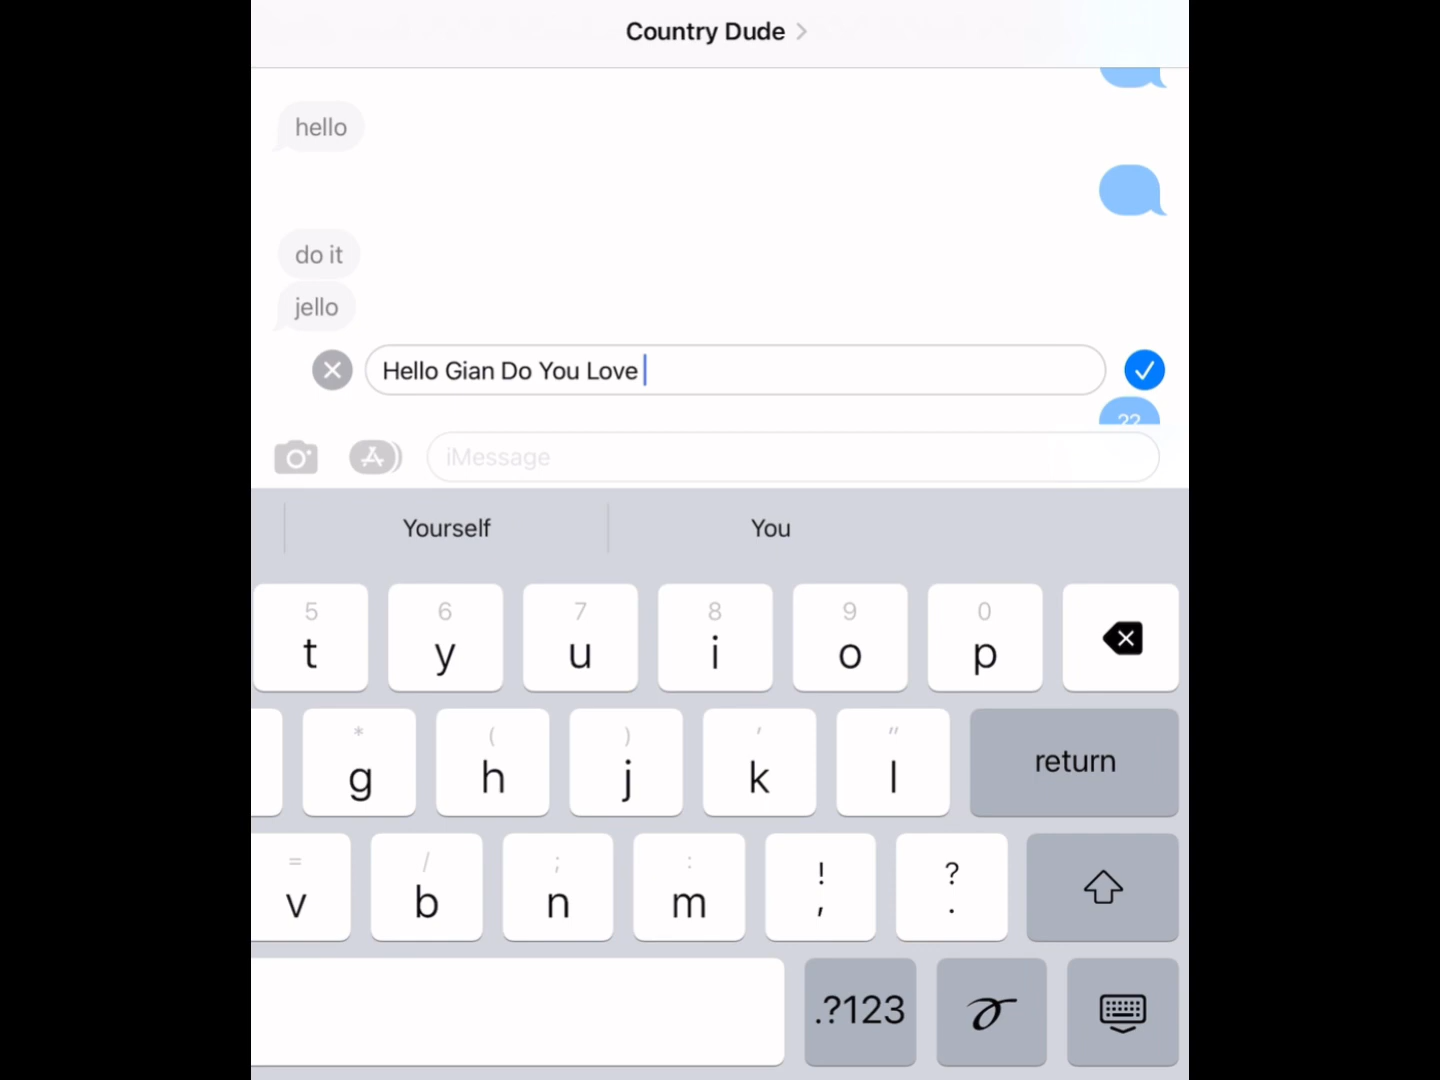 Country Dude
hello
do it
jello
Hello Gian Do You Love
??
iMessage
Yourself You
5 6 7 8 9 0
t y u i o p
* ( ) ' "
g h j k l return
= / ; : ! ?
v b n m , .
.?123